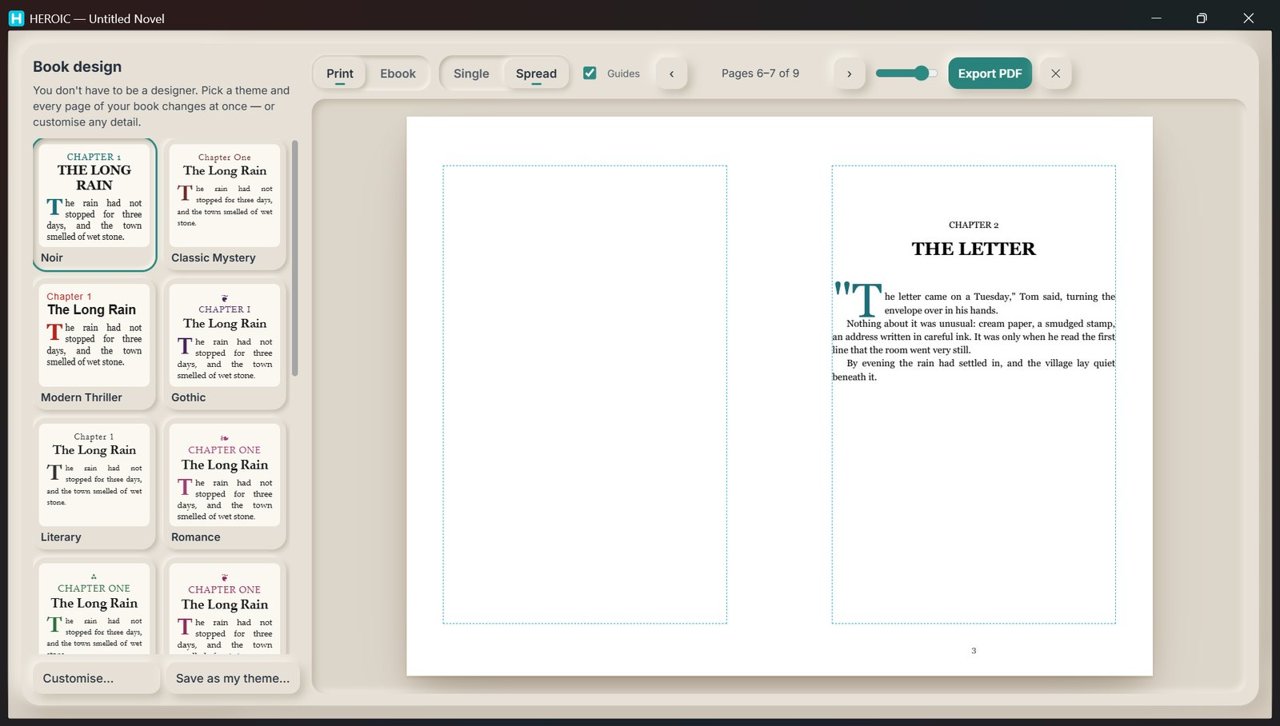 HEROIC — Untitled Novel
Book design
You don't have to be a designer. Pick a theme and
every page of your book changes at once — or
customise any detail.
CHAPTER 1
THE LONG
RAIN
The rain had not
stopped for three
days, and the town
smelled of wet stone.
Noir
Chapter One
The Long Rain
The rain had not
stopped for three days,
and the town smelled of wet
stone.
Classic Mystery
Chapter 1
The Long Rain
The rain had not
stopped for three
days, and the town
smelled of wet stone.
Modern Thriller
CHAPTER I
The Long Rain
The rain had not
stopped for three
days, and the town
smelled of wet stone.
Gothic
Chapter 1
The Long Rain
The rain had not
stopped for three days,
and the town smelled of wet
stone.
Literary
CHAPTER ONE
The Long Rain
The rain had not
stopped for three
days, and the town
smelled of wet stone.
Romance
CHAPTER ONE
The Long Rain
The rain had not
stopped for three days,
and the town smelled of wet
CHAPTER ONE
The Long Rain
The rain had not
stopped for three
days, and the town
Customise...
Save as my theme...
Print
Ebook
Single
Spread
Guides
‹
Pages 6–7 of 9
›
Export PDF
CHAPTER 2
THE LETTER
"The letter came on a Tuesday," Tom said, turning the
envelope over in his hands.
Nothing about it was unusual: cream paper, a smudged stamp,
an address written in careful ink. It was only when he read the first
line that the room went very still.
By evening the rain had settled in, and the village lay quiet
beneath it.
3